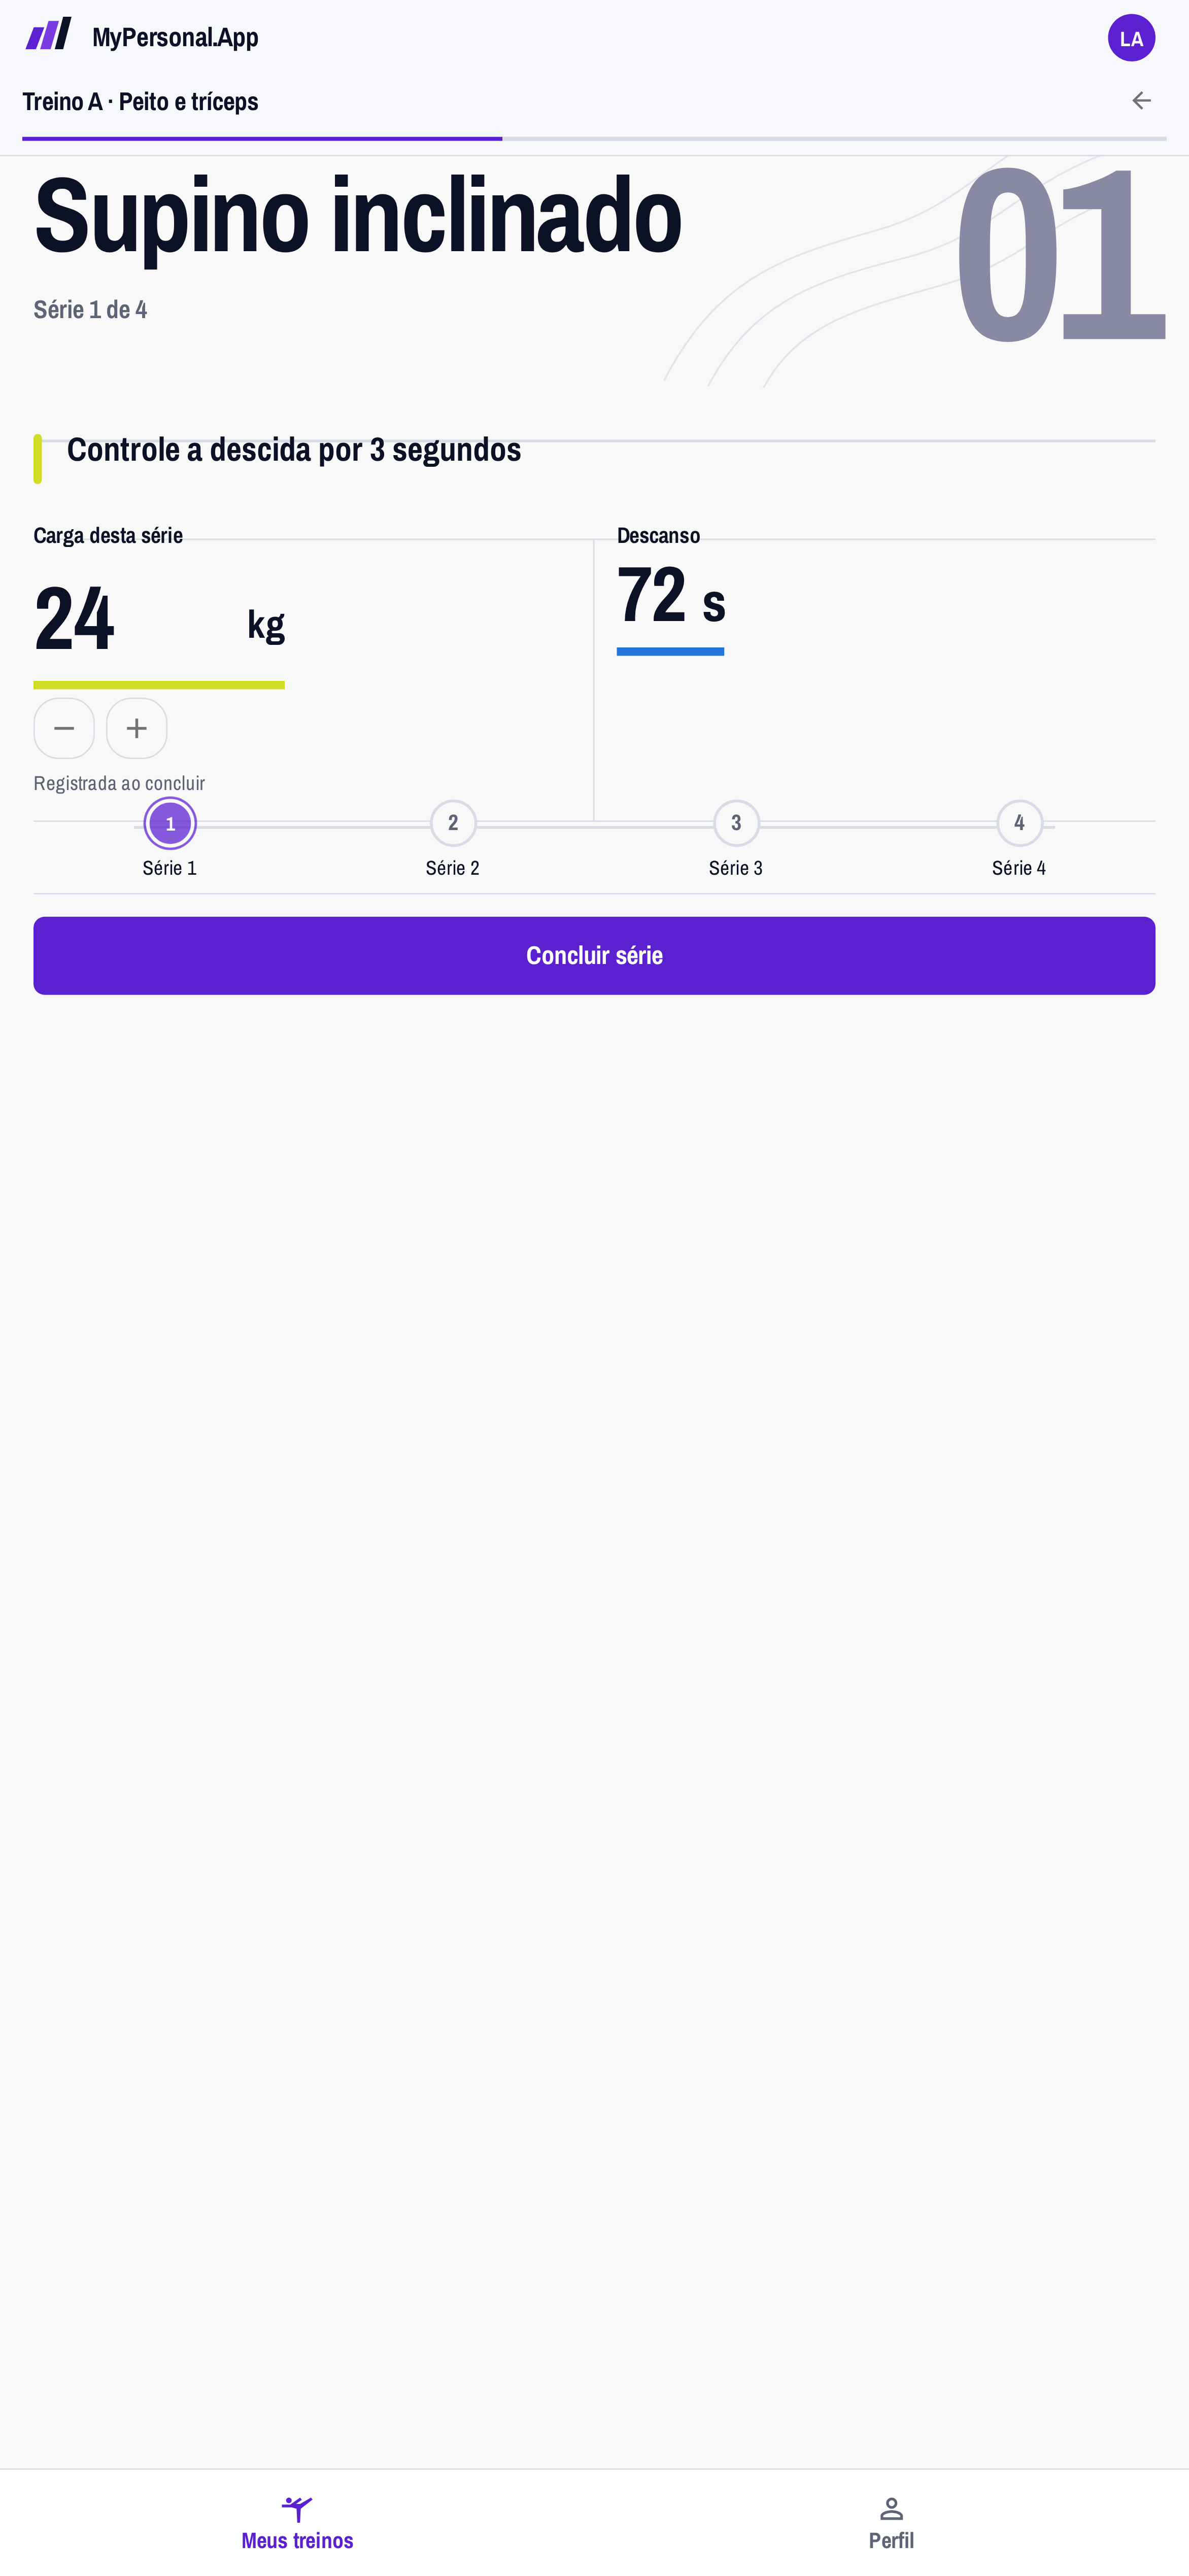 MyPersonal.App
LA
Treino A · Peito e tríceps
Supino inclinado
01
Série 1 de 4
Controle a descida por 3 segundos
Carga desta série
Descanso
24 kg
72 s
Registrada ao concluir
1 2 3 4
Série 1 Série 2 Série 3 Série 4
Concluir série
Meus treinos
Perfil